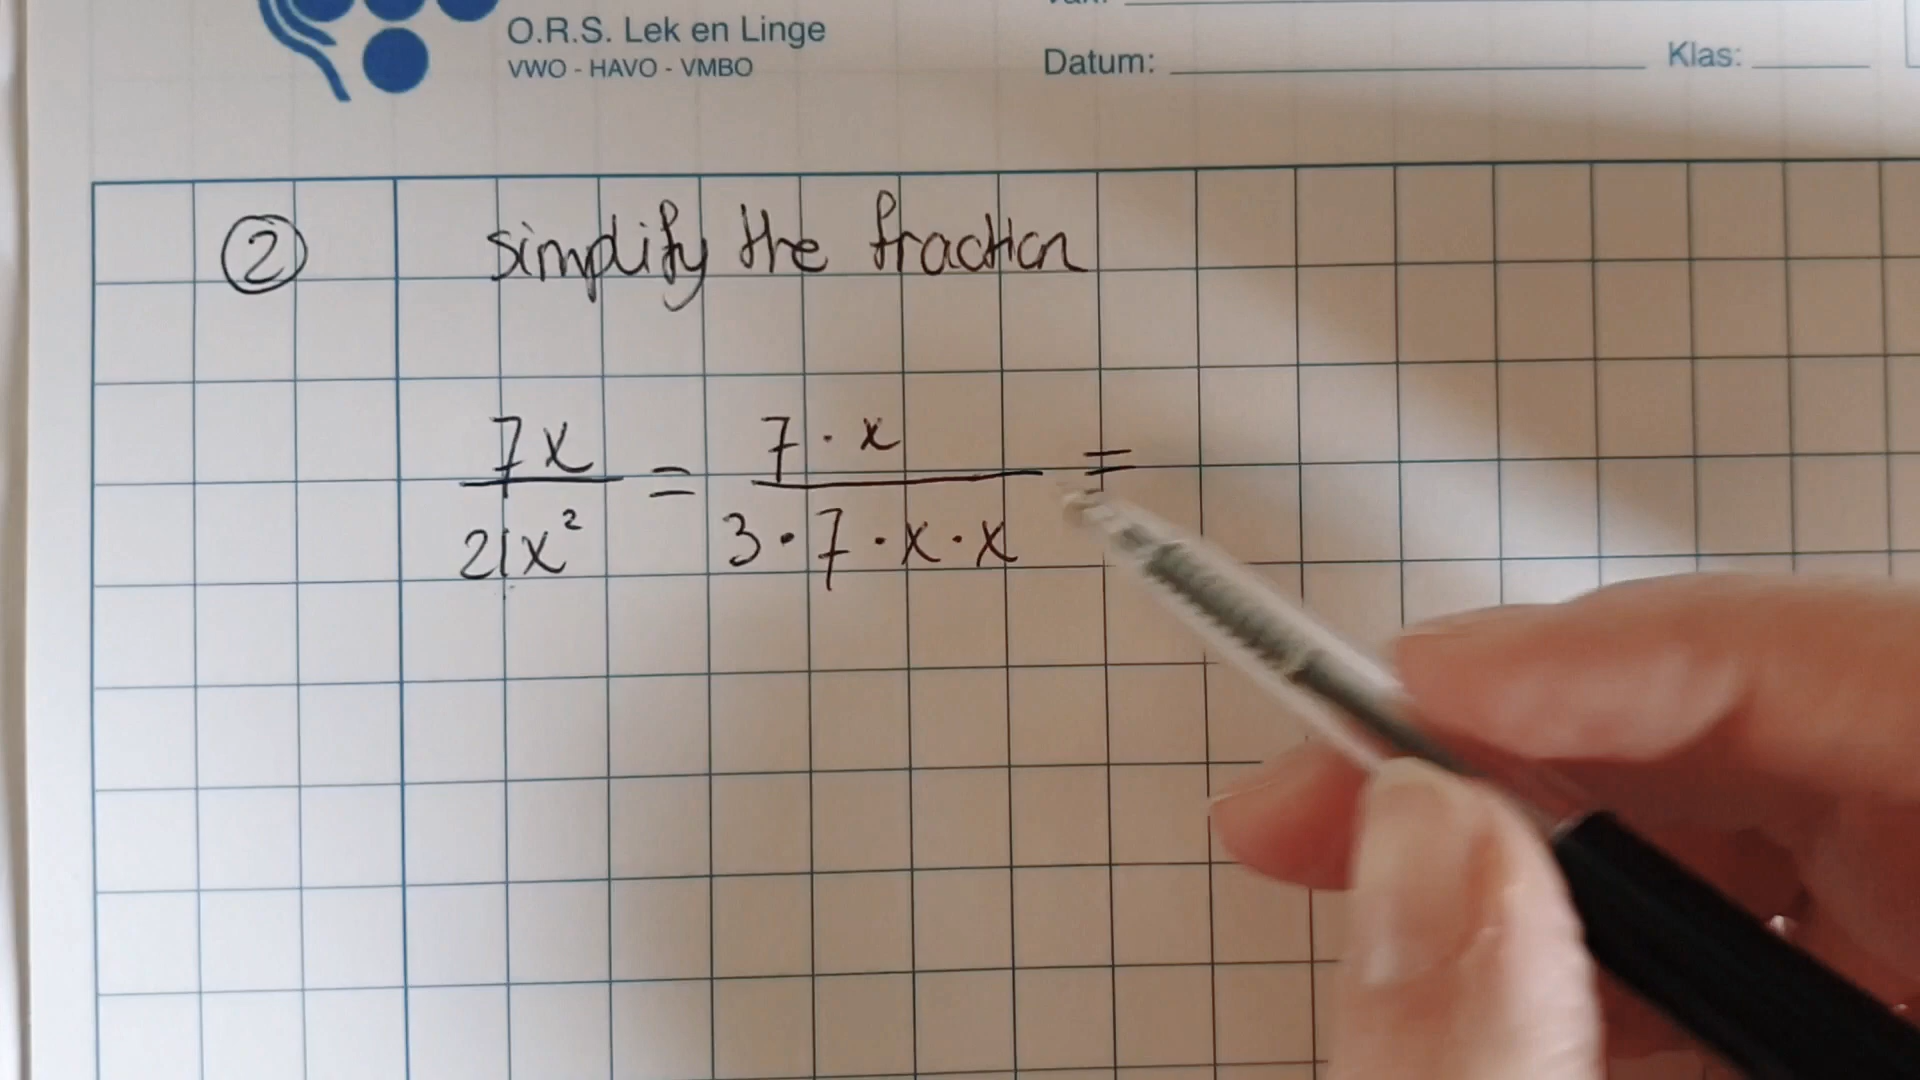 O.R.S. Lek en Linge
VWO - HAVO - VMBO
Datum:
Klas:
② simplify the fraction
7x / 21x² = 7 · x / 3 · 7 · x · x =